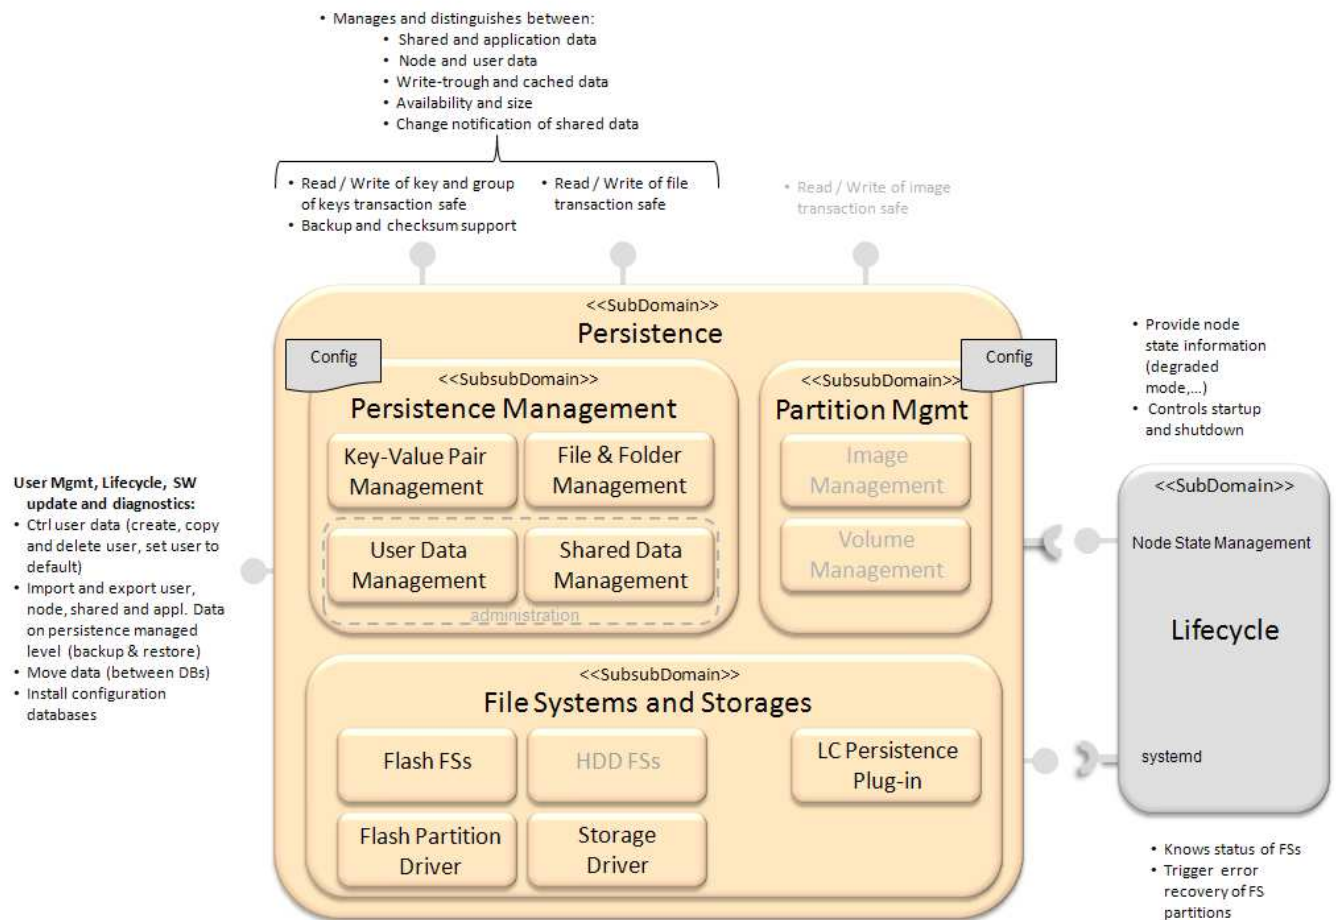 • Manages and distinguishes between:
• Shared and application data
• Node and user data
• Write-trough and cached data
• Availability and size
• Change notification of shared data
• Read / Write of key and group
of keys transaction safe
• Backup and checksum support
• Read / Write of file
transaction safe
• Read / Write of image
transaction safe
<<SubDomain>>
Persistence
Config
Config
<<SubsubDomain>>
Persistence Management
Key-Value Pair
Management
File & Folder
Management
User Data
Management
Shared Data
Management
administration
<<SubsubDomain>>
Partition Mgmt
Image
Management
Volume
Management
<<SubsubDomain>>
File Systems and Storages
Flash FSs
HDD FSs
LC Persistence
Plug-in
Flash Partition
Driver
Storage
Driver
User Mgmt, Lifecycle, SW
update and diagnostics:
• Ctrl user data (create, copy
and delete user, set user to
default)
• Import and export user,
node, shared and appl. Data
on persistence managed
level (backup & restore)
• Move data (between DBs)
• Install configuration
databases
• Provide node
state information
(degraded
mode,...)
• Controls startup
and shutdown
<<SubDomain>>
Node State Management
Lifecycle
systemd
• Knows status of FSs
• Trigger error
recovery of FS
partitions